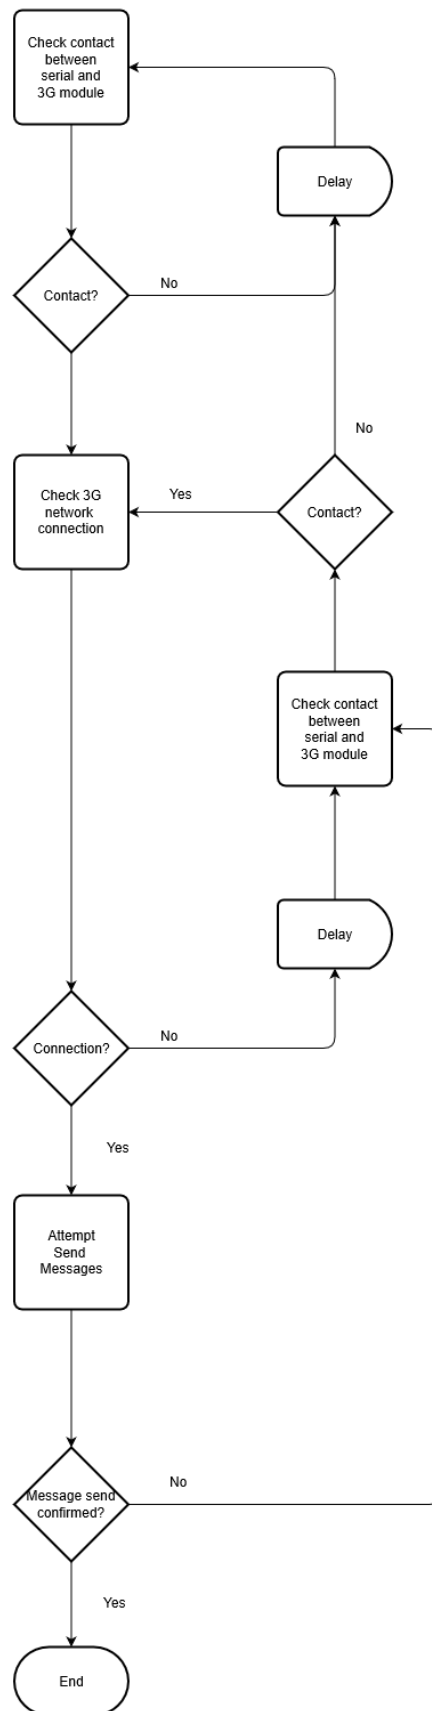 Check contact
between
serial and
3G module
Delay
Contact?
No
No
Check 3G
network
connection
Yes
Contact?
Check contact
between
serial and
3G module
Delay
Connection?
No
Yes
Attempt
Send
Messages
Message send
confirmed?
No
Yes
End